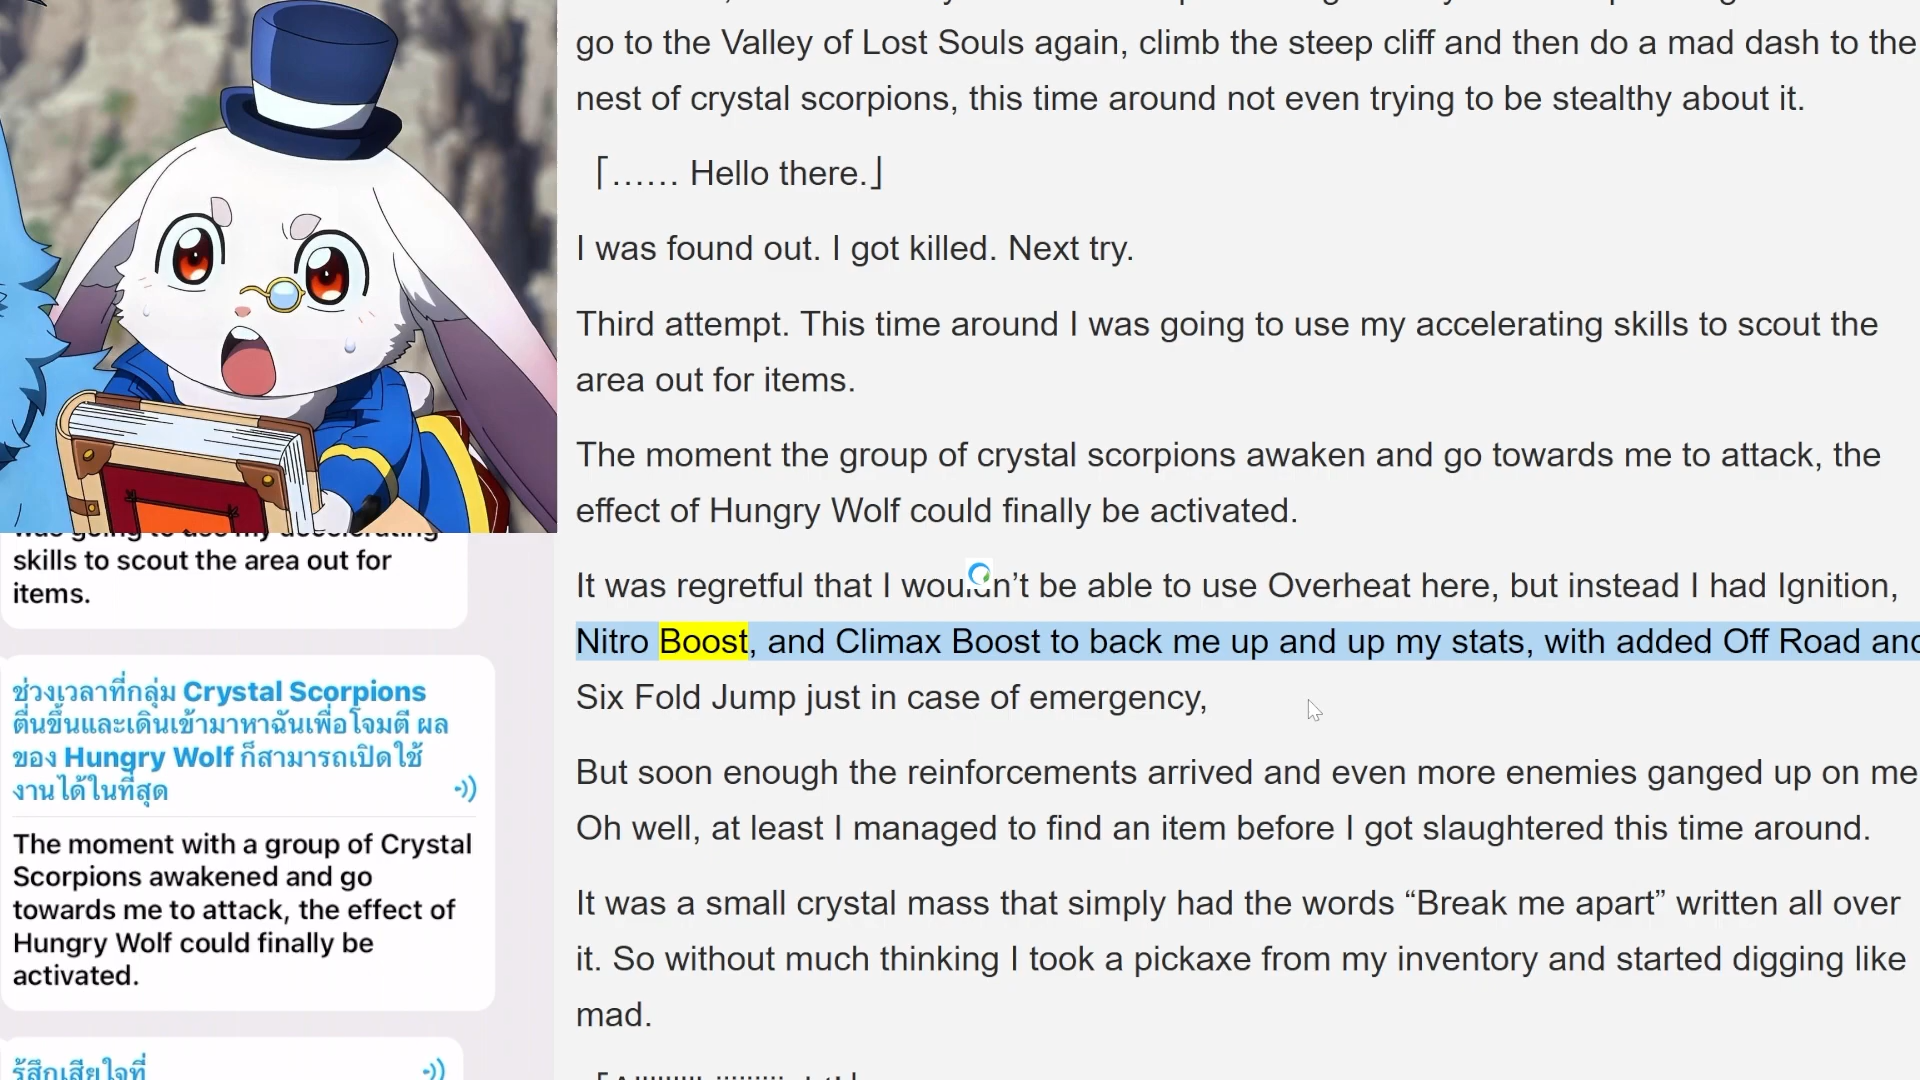 go to the Valley of Lost Souls again, climb the steep cliff and then do a mad dash to the
nest of crystal scorpions, this time around not even trying to be stealthy about it.
「…… Hello there.」
I was found out. I got killed. Next try.
Third attempt. This time around I was going to use my accelerating skills to scout the
area out for items.
The moment the group of crystal scorpions awaken and go towards me to attack, the
effect of Hungry Wolf could finally be activated.
It was regretful that I wouldn’t be able to use Overheat here, but instead I had Ignition,
Nitro Boost, and Climax Boost to back me up and up my stats, with added Off Road and
Six Fold Jump just in case of emergency,
But soon enough the reinforcements arrived and even more enemies ganged up on me
Oh well, at least I managed to find an item before I got slaughtered this time around.
It was a small crystal mass that simply had the words “Break me apart” written all over
it. So without much thinking I took a pickaxe from my inventory and started digging like
mad.
was going to use my accelerating
skills to scout the area out for
items.
ช่วงเวลาที่กลุ่ม Crystal Scorpions
ตื่นขึ้นและเดินเข้ามาหาฉันเพื่อโจมตี ผล
ของ Hungry Wolf ก็สามารถเปิดใช้
งานได้ในที่สุด
The moment with a group of Crystal
Scorpions awakened and go
towards me to attack, the effect of
Hungry Wolf could finally be
activated.
รู้สึกเสียใจที่